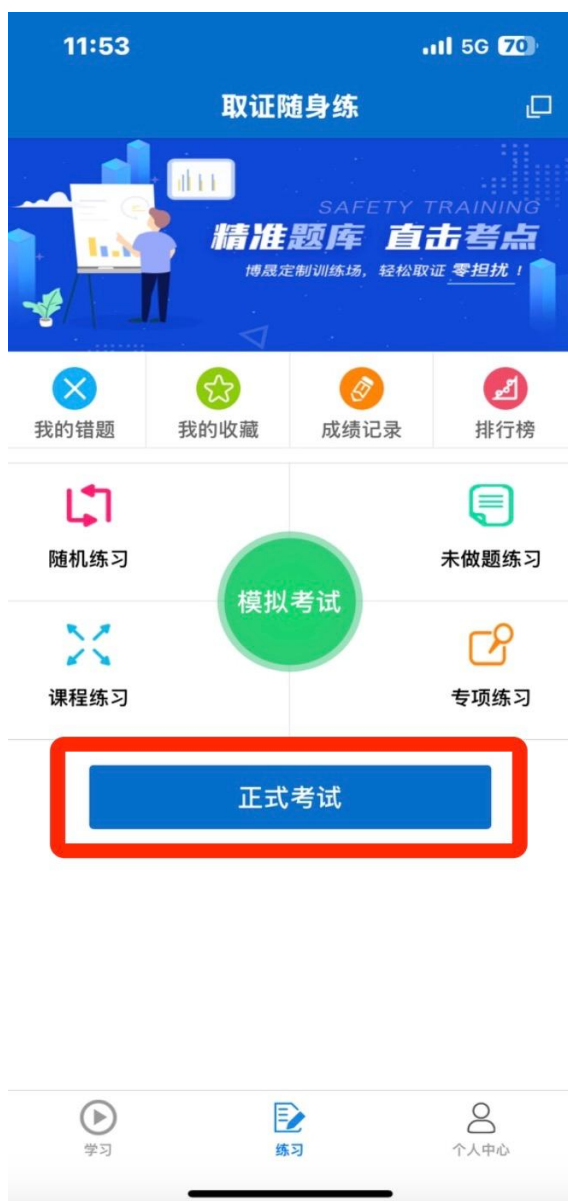 11:53
5G 70
取证随身练
SAFETY TRAINING
精准题库 直击考点
博晟定制训练场，轻松取证 零担扰！
我的错题 我的收藏 成绩记录 排行榜
随机练习 未做题练习
模拟考试
课程练习 专项练习
正式考试
学习 练习 个人中心